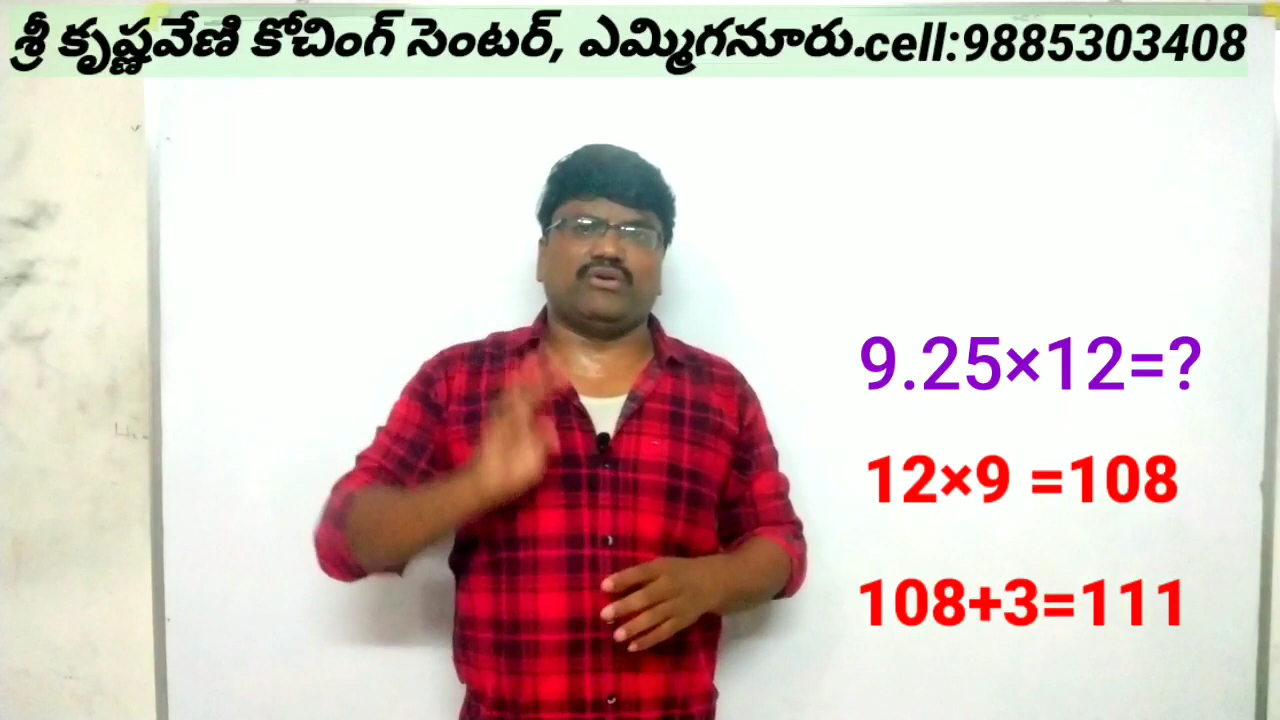 శ్రీ కృష్ణవేణి కోచింగ్ సెంటర్, ఎమ్మిగనూరు.cell:9885303408
9.25×12=?
12×9 =108
108+3=111